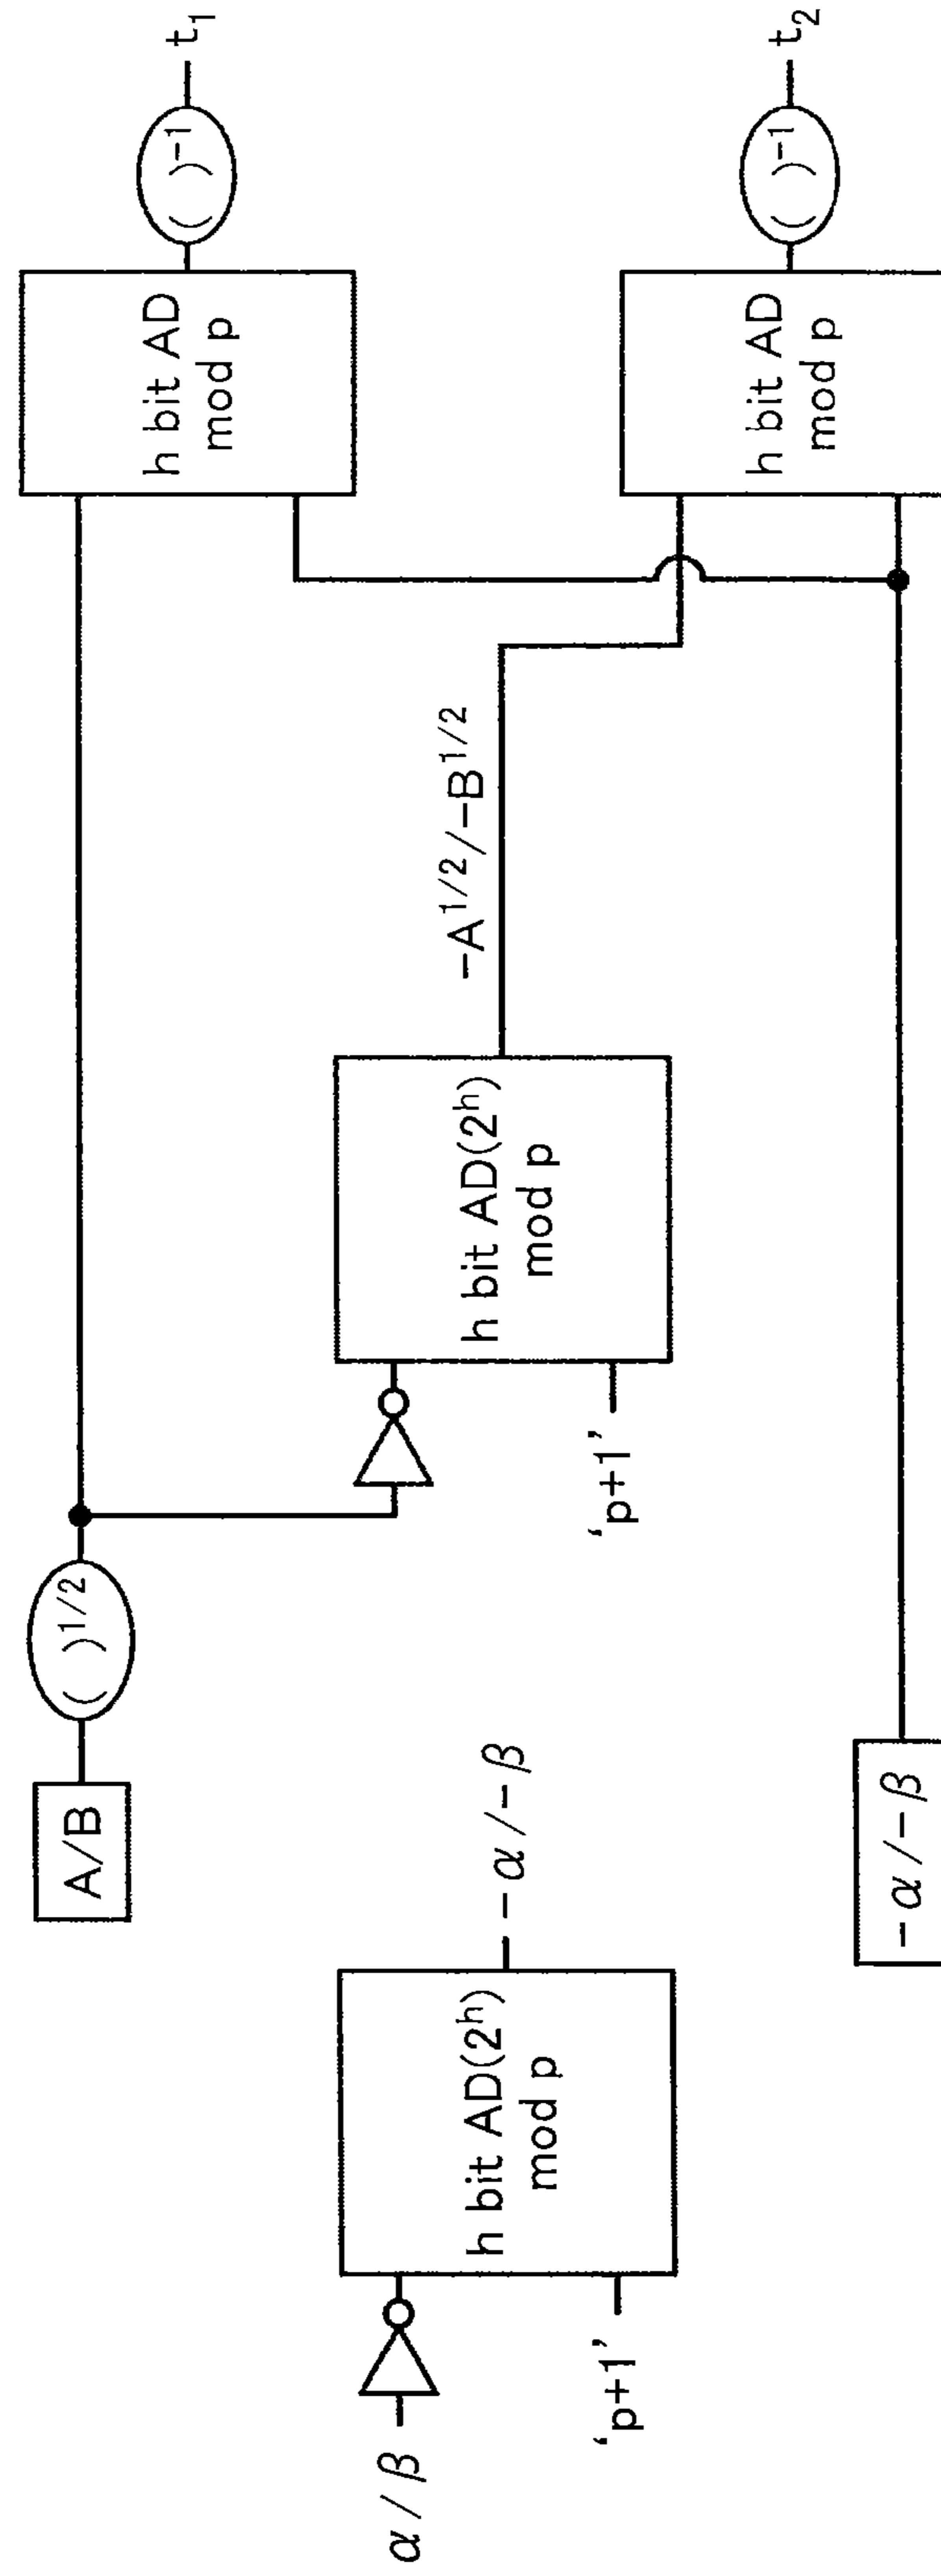 A/B
( )1/2
h bit AD
mod p
( )-1
t1
α/β
'p+1'
h bit AD(2h)
mod p
-α/-β
'p+1'
h bit AD(2h)
mod p
-A1/2/-B1/2
-α/-β
h bit AD
mod p
( )-1
t2